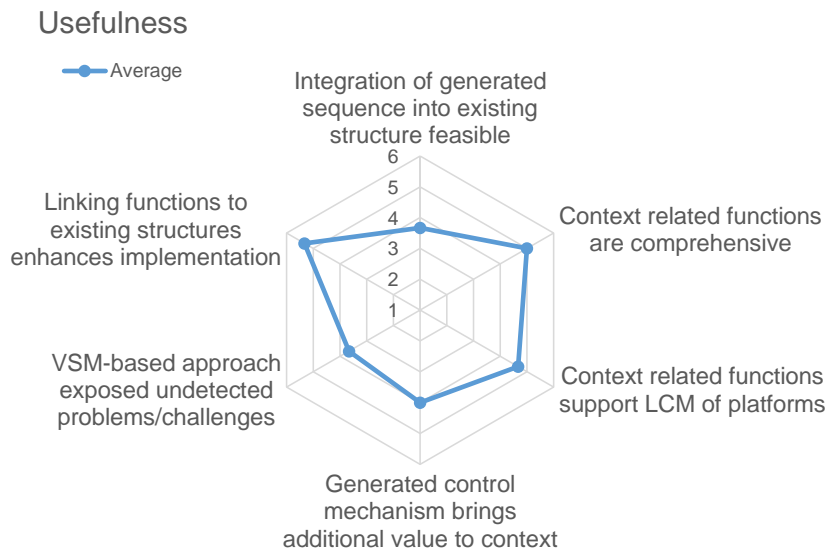 Usefulness
Average
Integration of generated
sequence into existing
structure feasible
6
5
4
3
2
1
Context related functions
are comprehensive
Context related functions
support LCM of platforms
Generated control
mechanism brings
additional value to context
VSM-based approach
exposed undetected
problems/challenges
Linking functions to
existing structures
enhances implementation